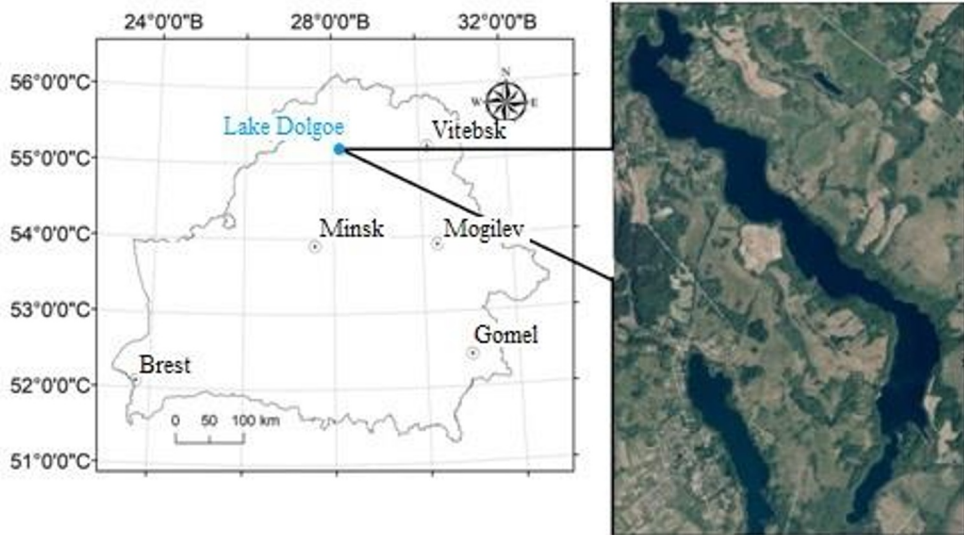 24°0'0"B 28°0'0"B 32°0'0"B
56°0'0"C
N
W E
Lake Dolgoe Vitebsk
55°0'0"C
54°0'0"C Minsk Mogilev
53°0'0"C
Gomel
Brest
52°0'0"C
0 50 100 km
51°0'0"C